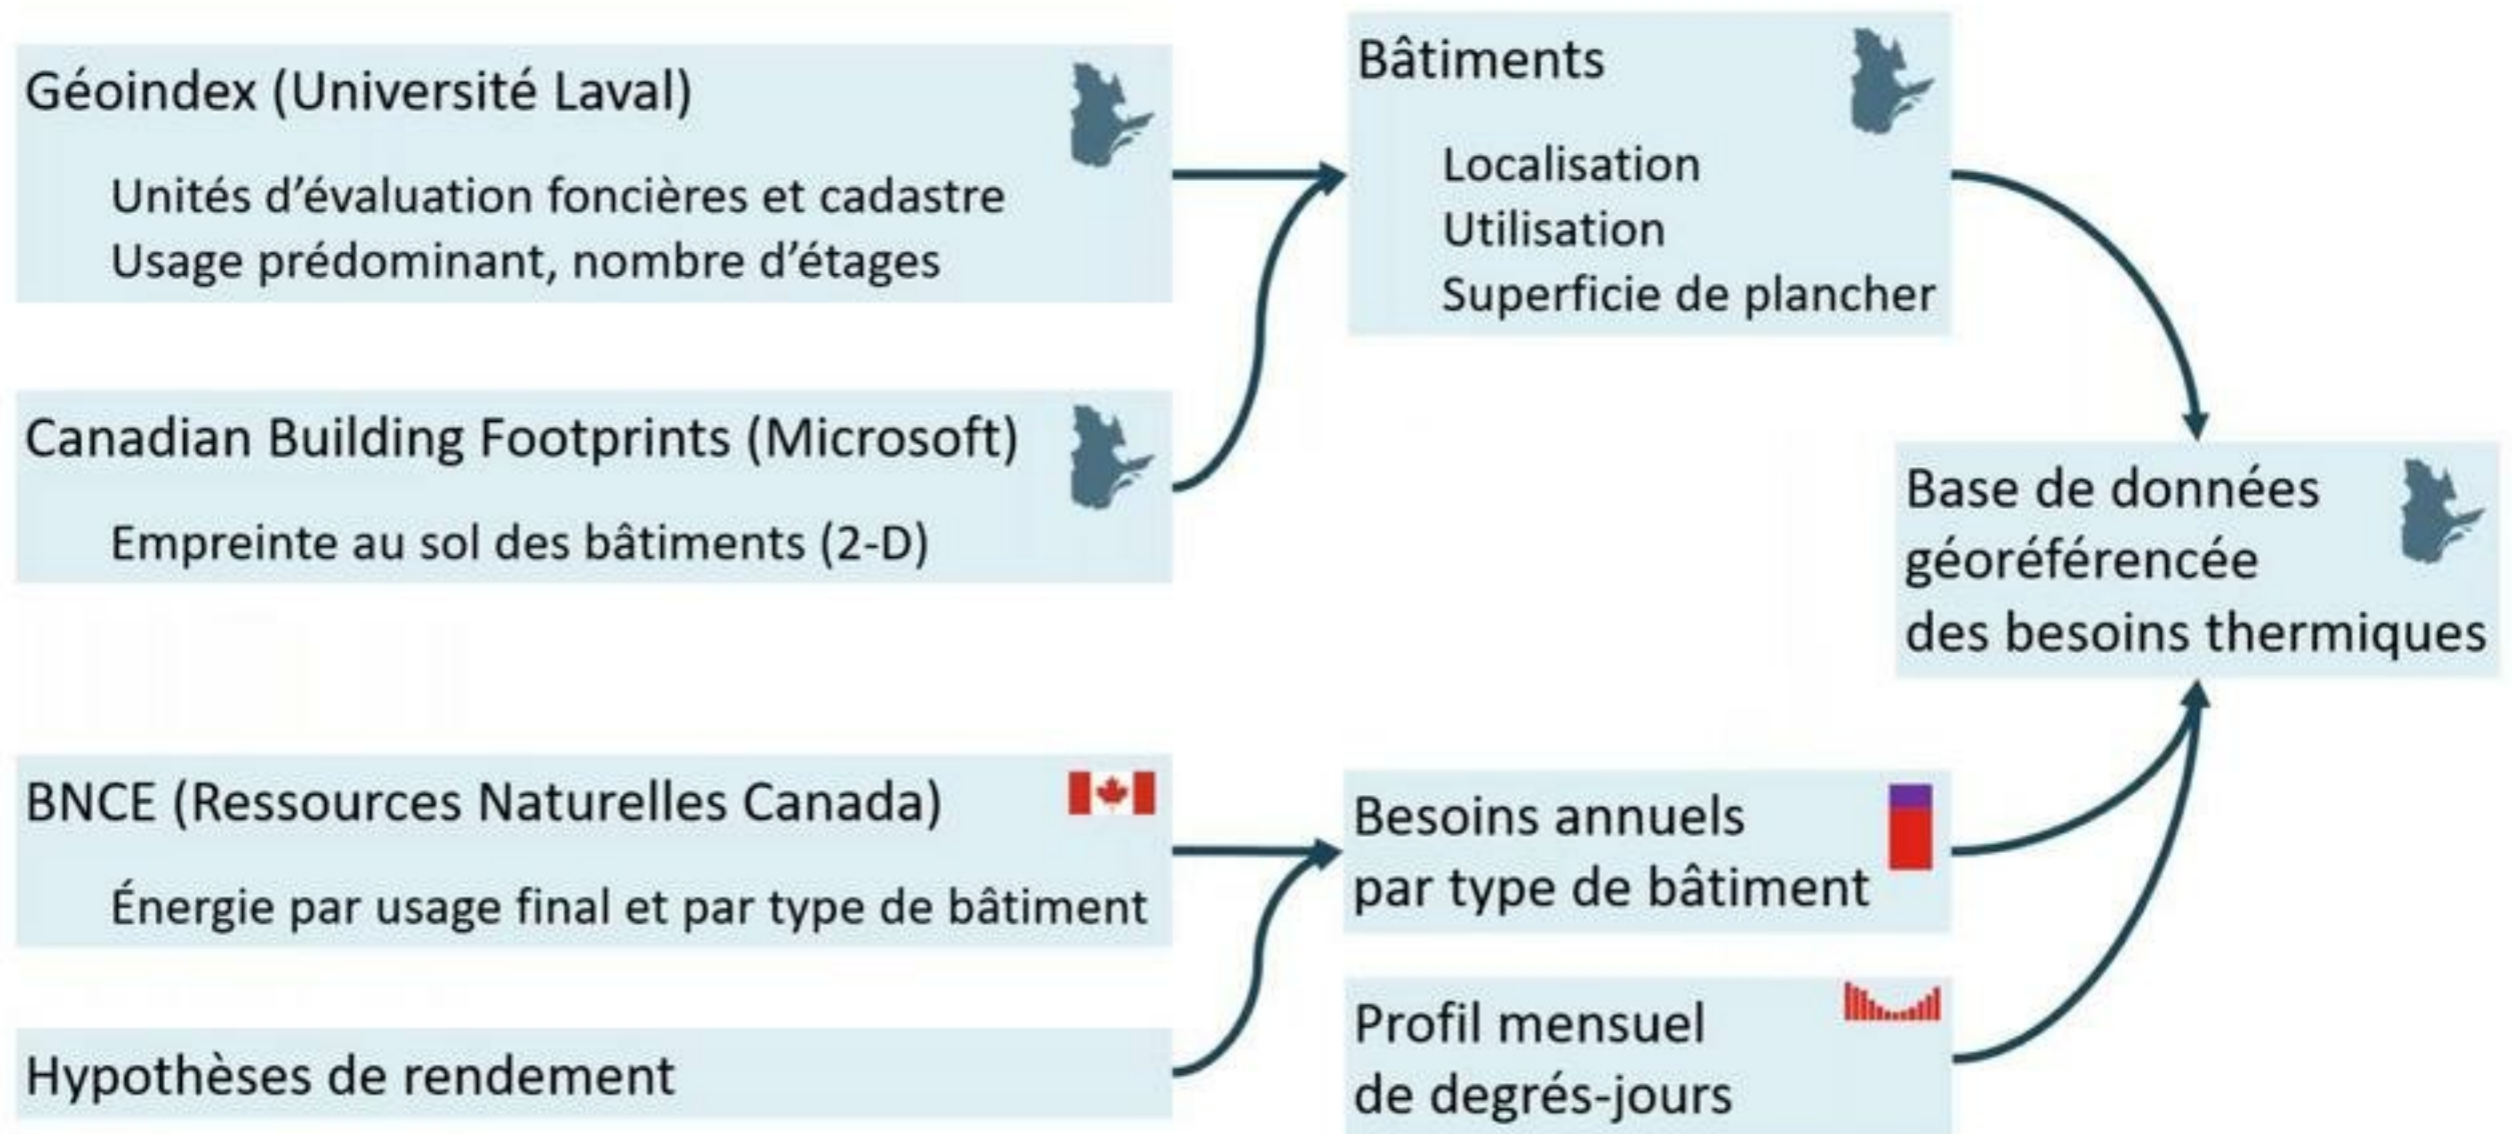 Géoindex (Université Laval)
Unités d’évaluation foncières et cadastre
Usage prédominant, nombre d’étages
Canadian Building Footprints (Microsoft)
Empreinte au sol des bâtiments (2-D)
Bâtiments
Localisation
Utilisation
Superficie de plancher
Base de données
géoréférencée
des besoins thermiques
BNCE (Ressources Naturelles Canada)
Énergie par usage final et par type de bâtiment
Hypothèses de rendement
Besoins annuels
par type de bâtiment
Profil mensuel
de degrés-jours